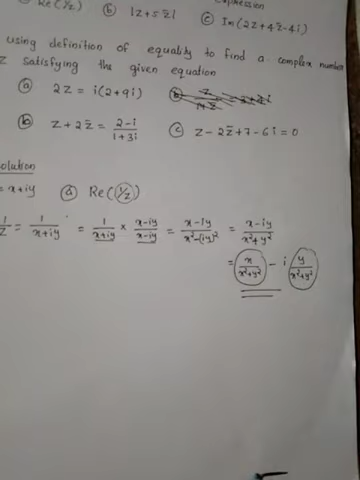 Re(1/z) (b) |z+5z̄| (c) Im(2z+4z̄-4i)
using definition of equality to find a complex number
z satisfying the given equation
(a) 2z = i(2+9i)
(b) z+2z̄ = (2-i)/(1+3i) (c) z-2z̄+7-6i=0
solution
= x+iy (a) Re(1/z)
1/z = 1/(x+iy) = 1/(x+iy) × (x-iy)/(x-iy) = (x-iy)/(x²-(iy)²) = (x-iy)/(x²+y²)
= x/(x²+y²) - i y/(x²+y²)